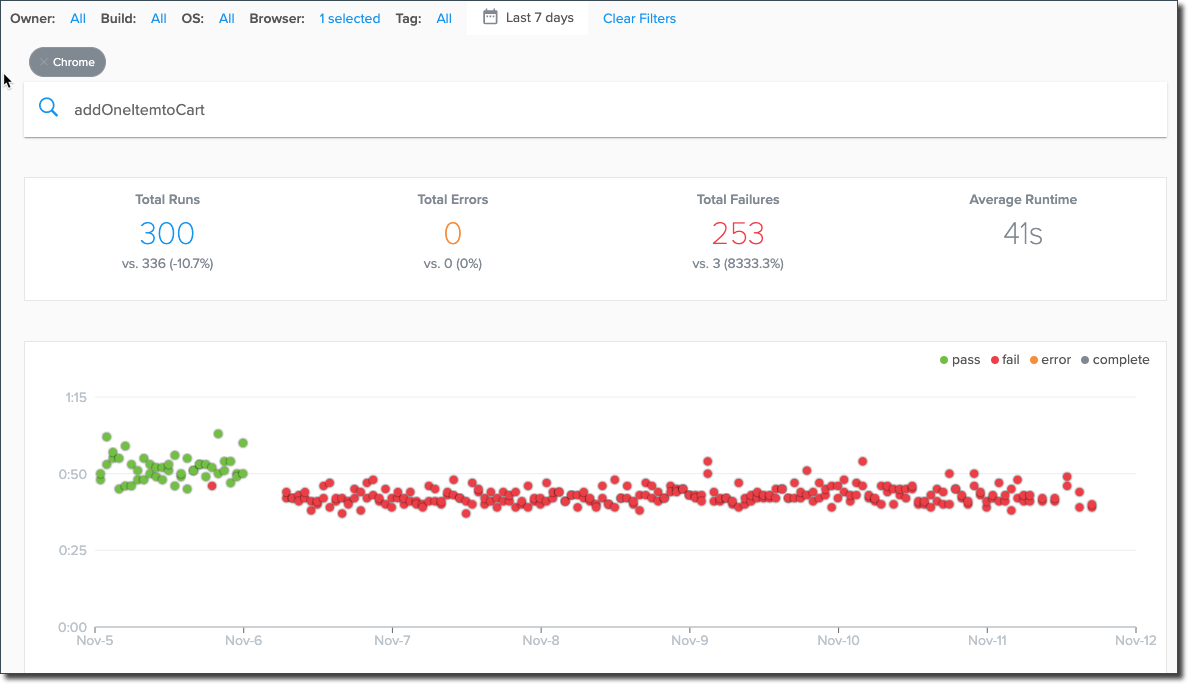 Owner: All Build: All OS: All Browser: 1 selected Tag: All Last 7 days Clear Filters
× Chrome
addOneItemtoCart
Total Runs Total Errors Total Failures Average Runtime
300 0 253 41s
vs. 336 (-10.7%) vs. 0 (0%) vs. 3 (8333.3%)
pass fail error complete
1:15
0:50
0:25
0:00
Nov-5 Nov-6 Nov-7 Nov-8 Nov-9 Nov-10 Nov-11 Nov-12